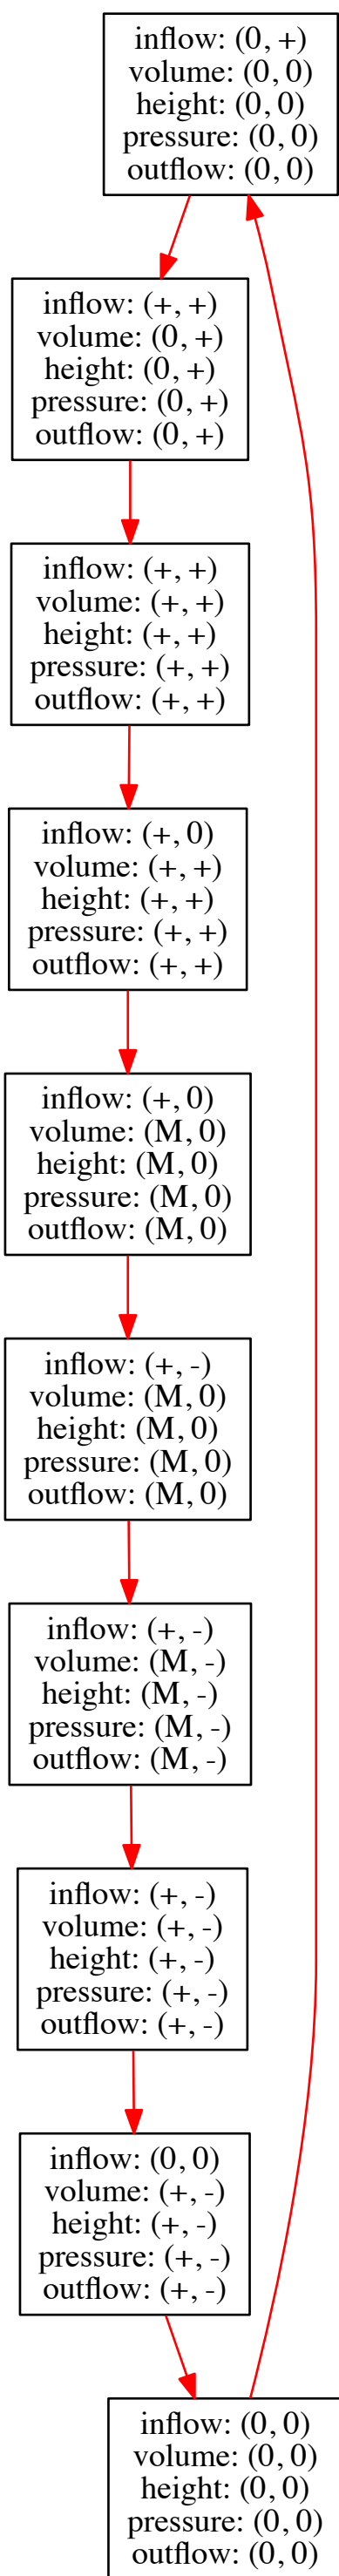 inflow: (0, +)
volume: (0, 0)
height: (0, 0)
pressure: (0, 0)
outflow: (0, 0)
inflow: (+, +)
volume: (0, +)
height: (0, +)
pressure: (0, +)
outflow: (0, +)
inflow: (+, +)
volume: (+, +)
height: (+, +)
pressure: (+, +)
outflow: (+, +)
inflow: (+, 0)
volume: (+, +)
height: (+, +)
pressure: (+, +)
outflow: (+, +)
inflow: (+, 0)
volume: (M, 0)
height: (M, 0)
pressure: (M, 0)
outflow: (M, 0)
inflow: (+, -)
volume: (M, 0)
height: (M, 0)
pressure: (M, 0)
outflow: (M, 0)
inflow: (+, -)
volume: (M, -)
height: (M, -)
pressure: (M, -)
outflow: (M, -)
inflow: (+, -)
volume: (+, -)
height: (+, -)
pressure: (+, -)
outflow: (+, -)
inflow: (0, 0)
volume: (+, -)
height: (+, -)
pressure: (+, -)
outflow: (+, -)
inflow: (0, 0)
volume: (0, 0)
height: (0, 0)
pressure: (0, 0)
outflow: (0, 0)